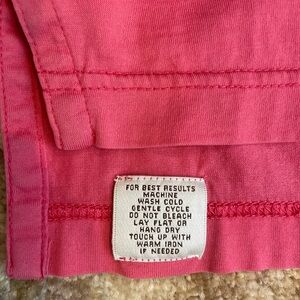 FOR BEST RESULTS
MACHINE
WASH COLD
GENTLE CYCLE
DO NOT BLEACH
LAY FLAT OR
HAND DRY
TOUCH UP WITH
WARM IRON
IF NEEDED